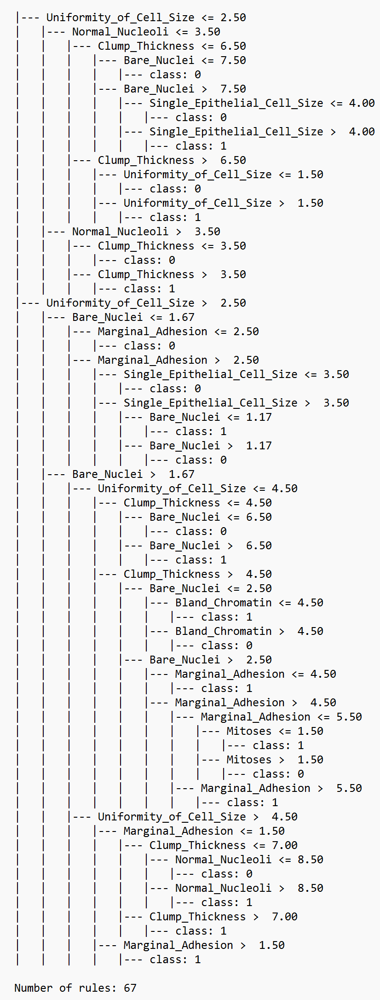 |--- Uniformity_of_Cell_Size <= 2.50
|   |--- Normal_Nucleoli <= 3.50
|   |   |--- Clump_Thickness <= 6.50
|   |   |   |--- Bare_Nuclei <= 7.50
|   |   |   |   |--- class: 0
|   |   |   |--- Bare_Nuclei >  7.50
|   |   |   |   |--- Single_Epithelial_Cell_Size <= 4.00
|   |   |   |   |   |--- class: 0
|   |   |   |   |--- Single_Epithelial_Cell_Size >  4.00
|   |   |   |   |   |--- class: 1
|   |   |--- Clump_Thickness >  6.50
|   |   |   |--- Uniformity_of_Cell_Size <= 1.50
|   |   |   |   |--- class: 0
|   |   |   |--- Uniformity_of_Cell_Size >  1.50
|   |   |   |   |--- class: 1
|   |--- Normal_Nucleoli >  3.50
|   |   |--- Clump_Thickness <= 3.50
|   |   |   |--- class: 0
|   |   |--- Clump_Thickness >  3.50
|   |   |   |--- class: 1
|--- Uniformity_of_Cell_Size >  2.50
|   |--- Bare_Nuclei <= 1.67
|   |   |--- Marginal_Adhesion <= 2.50
|   |   |   |--- class: 0
|   |   |--- Marginal_Adhesion >  2.50
|   |   |   |--- Single_Epithelial_Cell_Size <= 3.50
|   |   |   |   |--- class: 0
|   |   |   |--- Single_Epithelial_Cell_Size >  3.50
|   |   |   |   |--- Bare_Nuclei <= 1.17
|   |   |   |   |   |--- class: 1
|   |   |   |   |--- Bare_Nuclei >  1.17
|   |   |   |   |   |--- class: 0
|   |--- Bare_Nuclei >  1.67
|   |   |--- Uniformity_of_Cell_Size <= 4.50
|   |   |   |--- Clump_Thickness <= 4.50
|   |   |   |   |--- Bare_Nuclei <= 6.50
|   |   |   |   |   |--- class: 0
|   |   |   |   |--- Bare_Nuclei >  6.50
|   |   |   |   |   |--- class: 1
|   |   |   |--- Clump_Thickness >  4.50
|   |   |   |   |--- Bare_Nuclei <= 2.50
|   |   |   |   |   |--- Bland_Chromatin <= 4.50
|   |   |   |   |   |   |--- class: 1
|   |   |   |   |   |--- Bland_Chromatin >  4.50
|   |   |   |   |   |   |--- class: 0
|   |   |   |   |--- Bare_Nuclei >  2.50
|   |   |   |   |   |--- Marginal_Adhesion <= 4.50
|   |   |   |   |   |   |--- class: 1
|   |   |   |   |   |--- Marginal_Adhesion >  4.50
|   |   |   |   |   |   |--- Marginal_Adhesion <= 5.50
|   |   |   |   |   |   |   |--- Mitoses <= 1.50
|   |   |   |   |   |   |   |   |--- class: 1
|   |   |   |   |   |   |   |--- Mitoses >  1.50
|   |   |   |   |   |   |   |   |--- class: 0
|   |   |   |   |   |   |--- Marginal_Adhesion >  5.50
|   |   |   |   |   |   |   |--- class: 1
|   |   |--- Uniformity_of_Cell_Size >  4.50
|   |   |   |--- Marginal_Adhesion <= 1.50
|   |   |   |   |--- Clump_Thickness <= 7.00
|   |   |   |   |   |--- Normal_Nucleoli <= 8.50
|   |   |   |   |   |   |--- class: 0
|   |   |   |   |   |--- Normal_Nucleoli >  8.50
|   |   |   |   |   |   |--- class: 1
|   |   |   |   |--- Clump_Thickness >  7.00
|   |   |   |   |   |--- class: 1
|   |   |   |--- Marginal_Adhesion >  1.50
|   |   |   |   |--- class: 1
Number of rules: 67